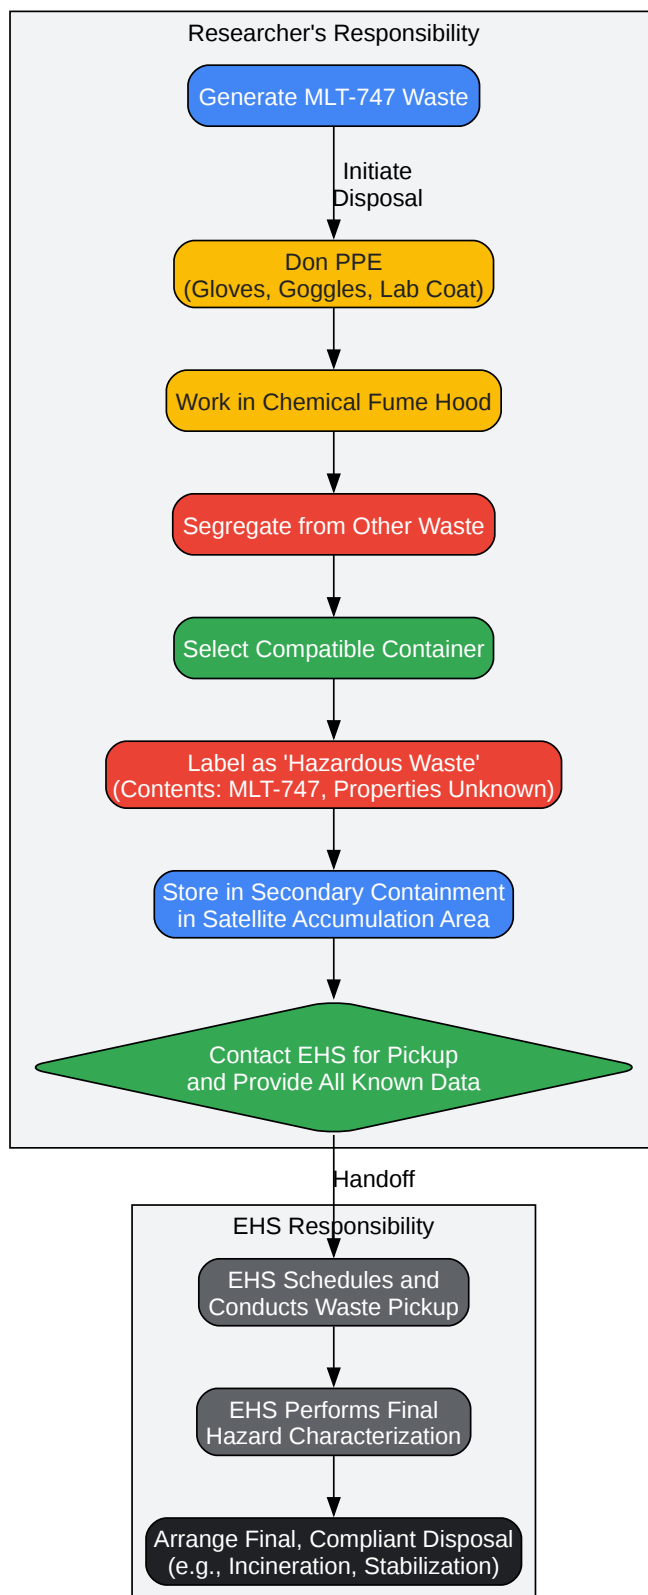 Researcher's Responsibility
Generate MLT-747 Waste
Initiate
Disposal
Don PPE
(Gloves, Goggles, Lab Coat)
Work in Chemical Fume Hood
Segregate from Other Waste
Select Compatible Container
Label as 'Hazardous Waste'
(Contents: MLT-747, Properties Unknown)
Store in Secondary Containment
in Satellite Accumulation Area
Contact EHS for Pickup
and Provide All Known Data
Handoff
EHS Responsibility
EHS Schedules and
Conducts Waste Pickup
EHS Performs Final
Hazard Characterization
Arrange Final, Compliant Disposal
(e.g., Incineration, Stabilization)